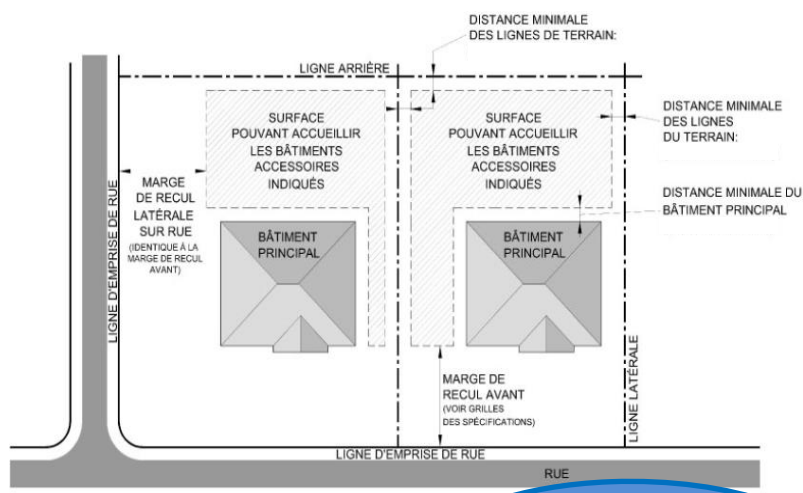 DISTANCE MINIMALE
DES LIGNES DE TERRAIN:
LIGNE ARRIÈRE
SURFACE
POUVANT ACCUEILLIR
LES BÂTIMENTS
ACCESSOIRES
INDIQUÉS
SURFACE
POUVANT ACCUEILLIR
LES BÂTIMENTS
ACCESSOIRES
INDIQUÉS
DISTANCE MINIMALE
DES LIGNES
DU TERRAIN:
MARGE
DE RECUL
LATÉRALE
SUR RUE
(IDENTIQUE À LA
MARGE DE RECUL
AVANT)
LIGNE D'EMPRISE DE RUE
DISTANCE MINIMALE DU
BÂTIMENT PRINCIPAL
BÂTIMENT
PRINCIPAL
BÂTIMENT
PRINCIPAL
LIGNE LATÉRALE
MARGE DE
RECUL AVANT
(VOIR GRILLES
DES SPÉCIFICATIONS)
LIGNE D'EMPRISE DE RUE
RUE